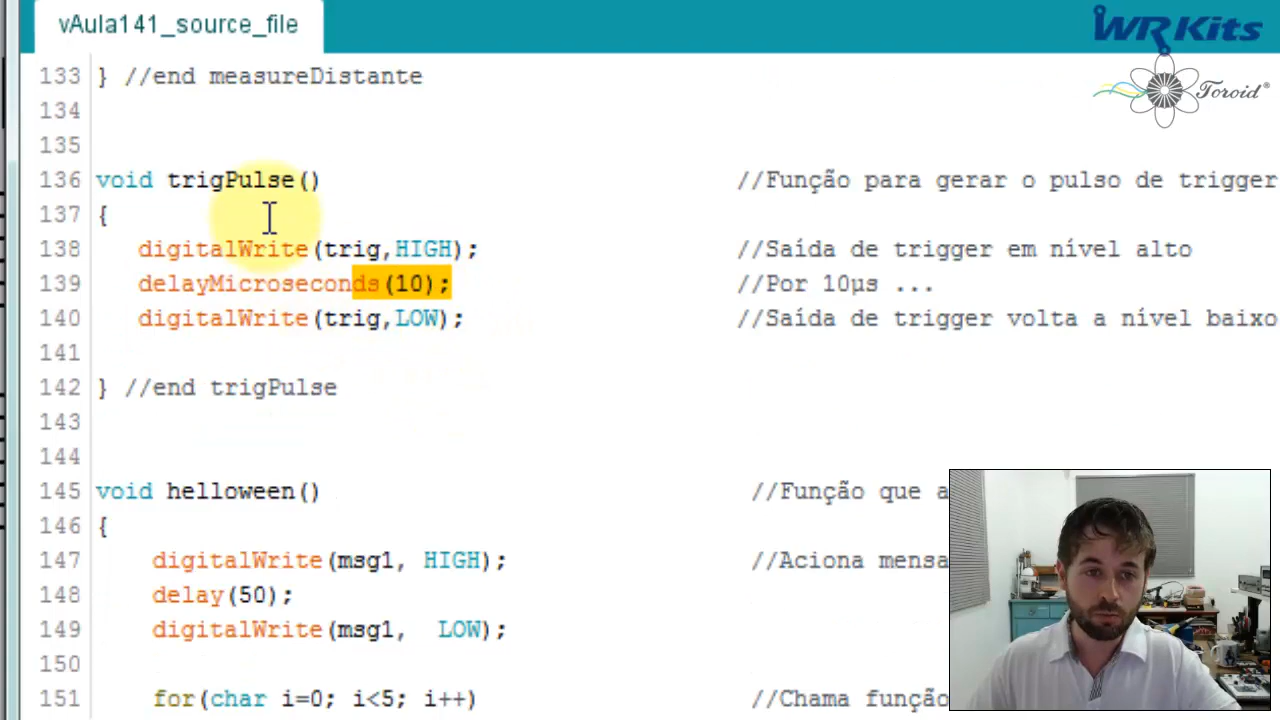 vAula141_source_file
WR Kits
Toroid®
133 } //end measureDistante
134
135
136 void trigPulse() //Função para gerar o pulso de trigger
137 {
138 digitalWrite(trig,HIGH); //Saída de trigger em nível alto
139 delayMicroseconds(10); //Por 10µs ...
140 digitalWrite(trig,LOW); //Saída de trigger volta a nível baixo
141
142 } //end trigPulse
143
144
145 void helloween() //Função que a
146 {
147 digitalWrite(msg1, HIGH); //Aciona mensa
148 delay(50);
149 digitalWrite(msg1, LOW);
150
151 for(char i=0; i<5; i++) //Chama função